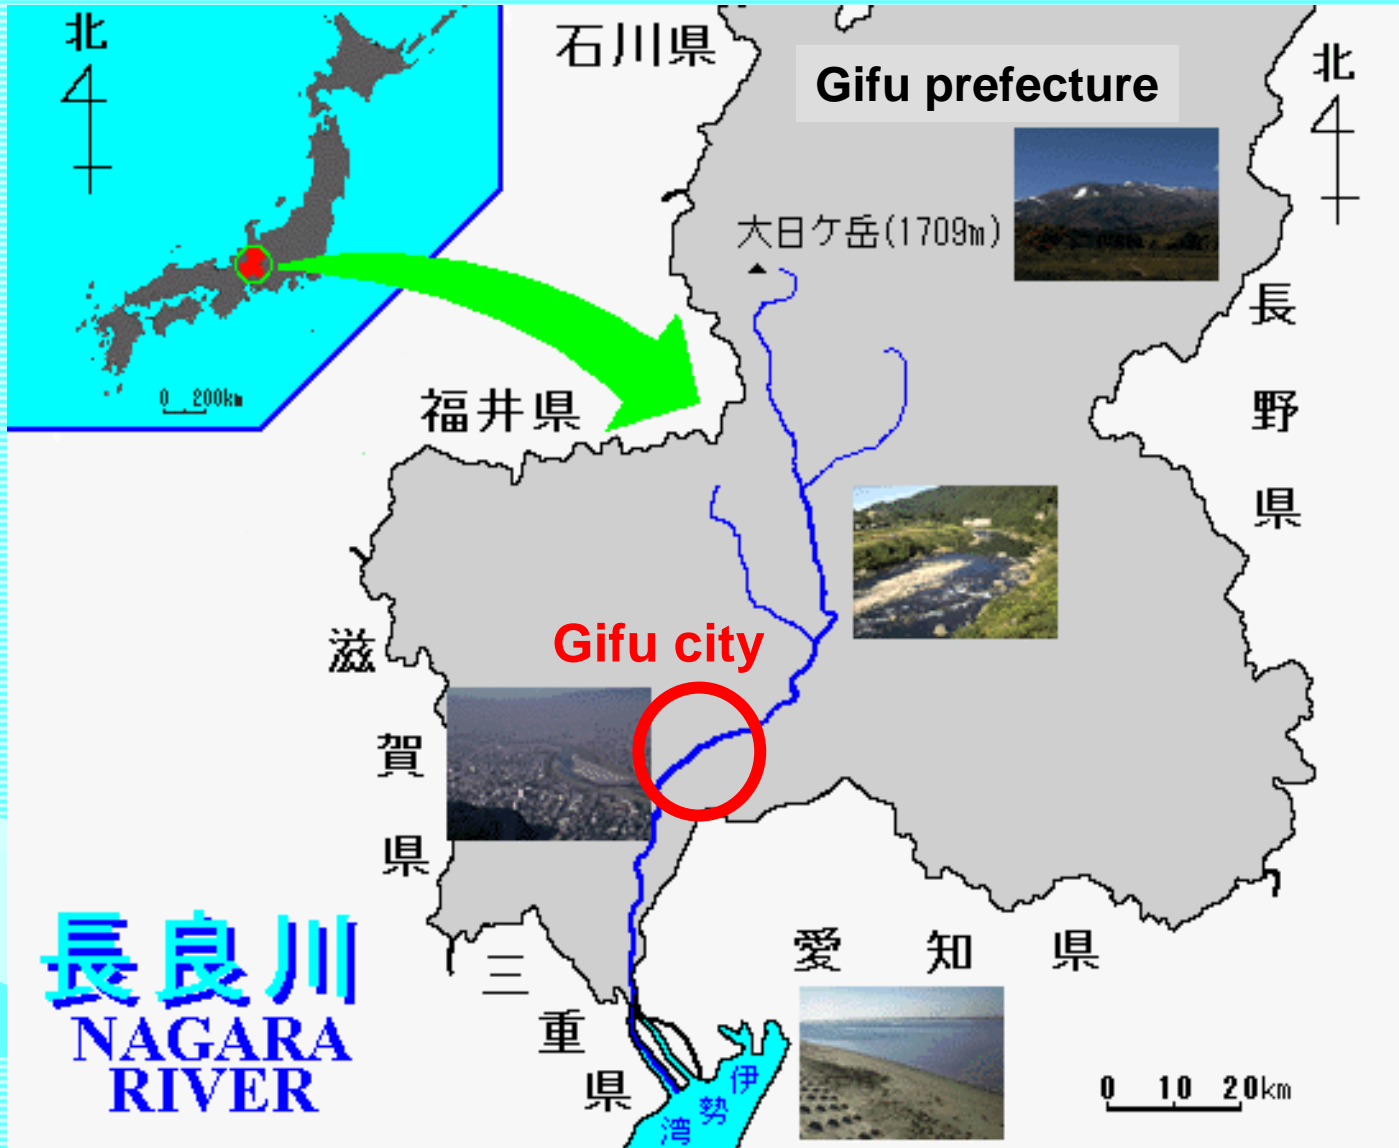 北
0 200km
石川県
Gifu prefecture
北
大日ケ岳(1709m)
福井県
長野県
Gifu city
滋賀県
長良川
NAGARA
RIVER
三重県
愛知県
伊勢湾
0 10 20km